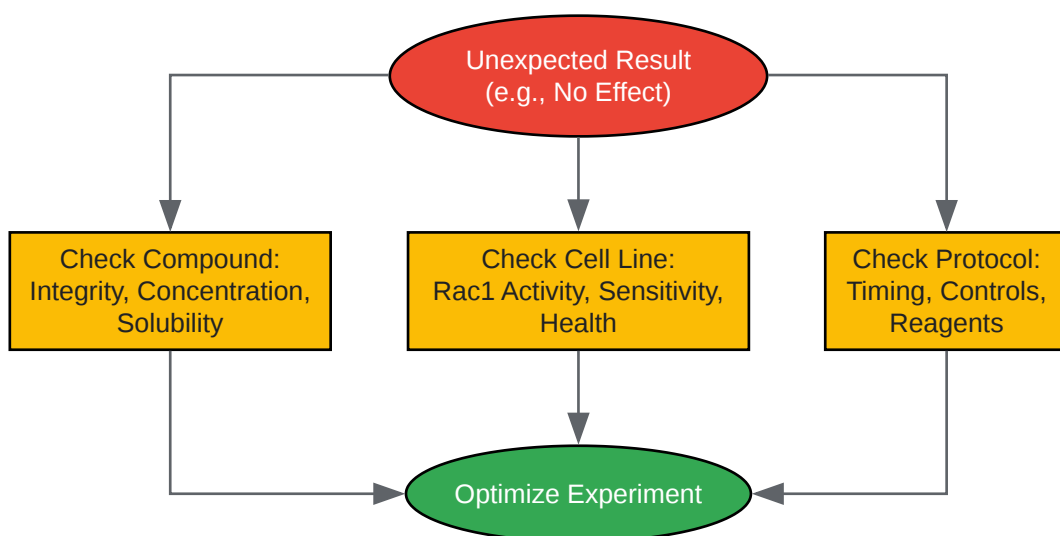 Unexpected Result
(e.g., No Effect)
Check Compound:
Integrity, Concentration,
Solubility
Check Cell Line:
Rac1 Activity, Sensitivity,
Health
Check Protocol:
Timing, Controls,
Reagents
Optimize Experiment